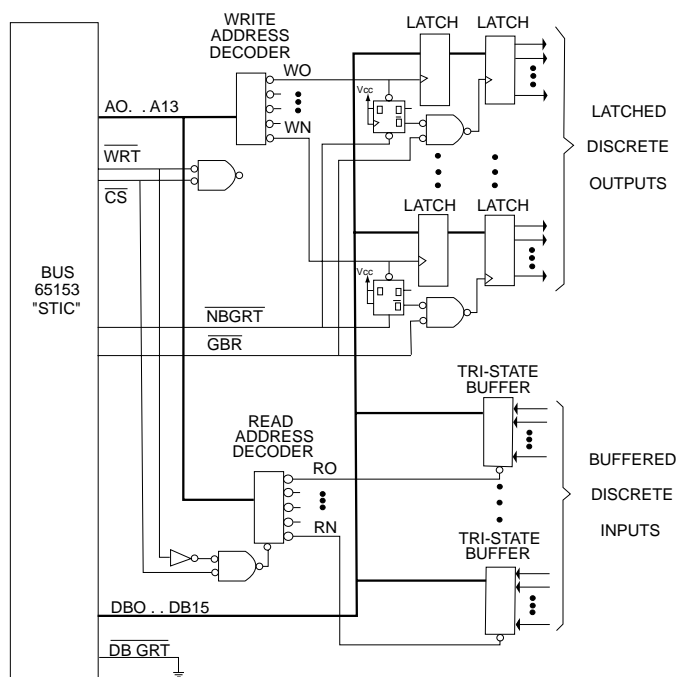 WRITE
ADDRESS
DECODER
LATCH LATCH
WO
Vcc
AO. . A13
WN
LATCHED
DISCRETE
OUTPUTS
WRT
CS
LATCH LATCH
Vcc
BUS
65153
"STIC"
NBGRT
GBR
TRI-STATE
BUFFER
READ
ADDRESS
DECODER
RO
BUFFERED
DISCRETE
INPUTS
RN
TRI-STATE
BUFFER
DBO . . DB15
DB GRT